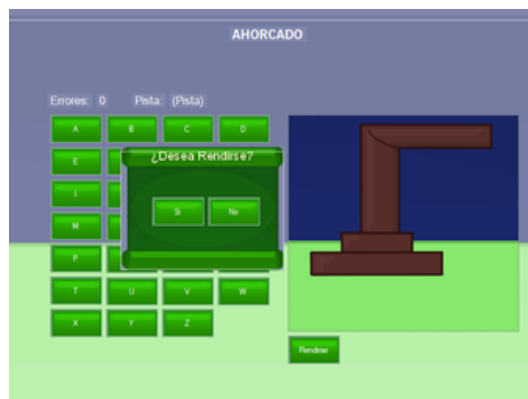 AHORCADO
Errores: 0 Pista: (Pista)
A B C D
E
¿Desea Rendirse?
I
Si No
M
P
T U V W
X Y Z
Rendirse